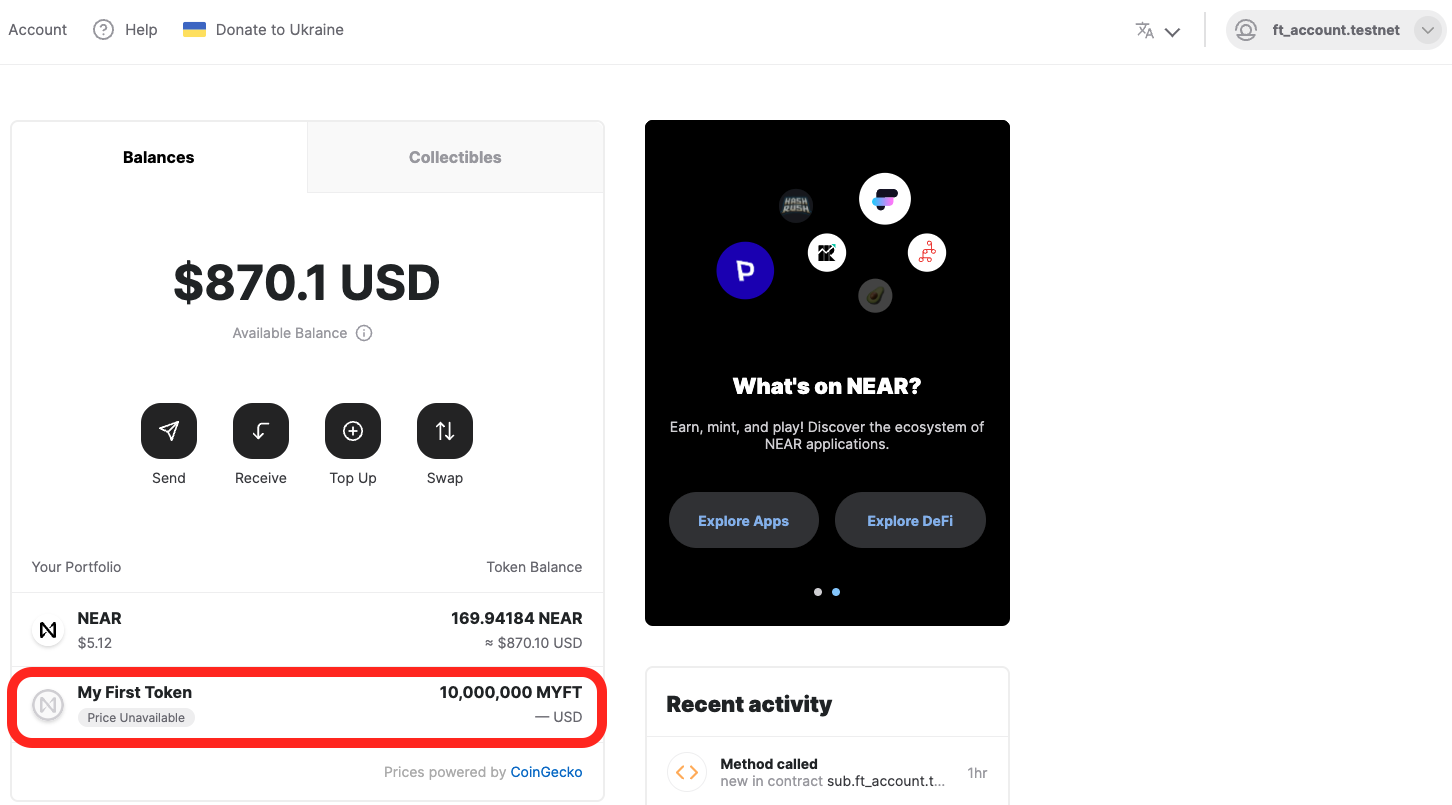 Account
Help
Donate to Ukraine
ft_account.testnet
Balances
Collectibles
$870.1 USD
Available Balance
Send
Receive
Top Up
Swap
Your Portfolio
Token Balance
NEAR
169.94184 NEAR
$5.12
≈ $870.10 USD
My First Token
10,000,000 MYFT
Price Unavailable
— USD
Prices powered by CoinGecko
HASH
RUSH
What's on NEAR?
Earn, mint, and play! Discover the ecosystem of
NEAR applications.
Explore Apps
Explore DeFi
Recent activity
Method called
new in contract sub.ft_account.t...
1hr